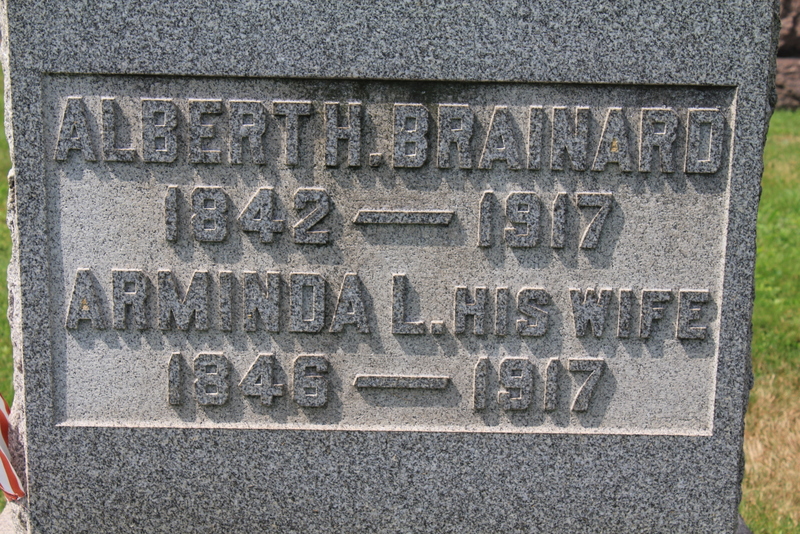 ALBERT H. BRAINARD
1842 — 1917
ARMINDA L. HIS WIFE
1846 — 1917